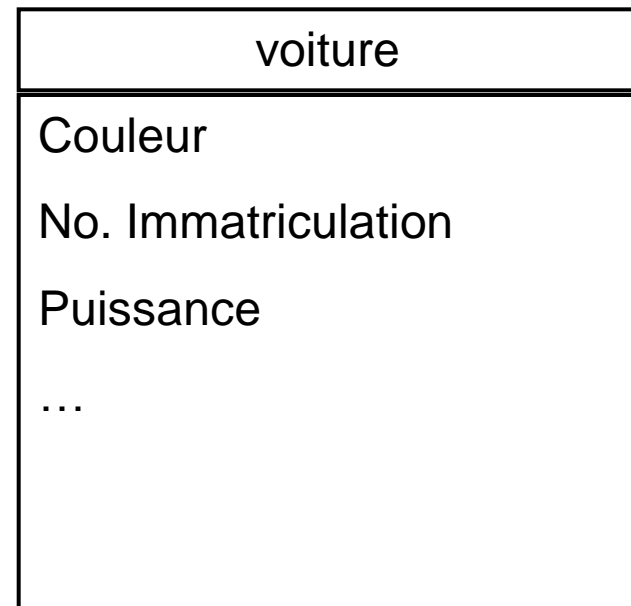 voiture
Couleur
No. Immatriculation
Puissance
…